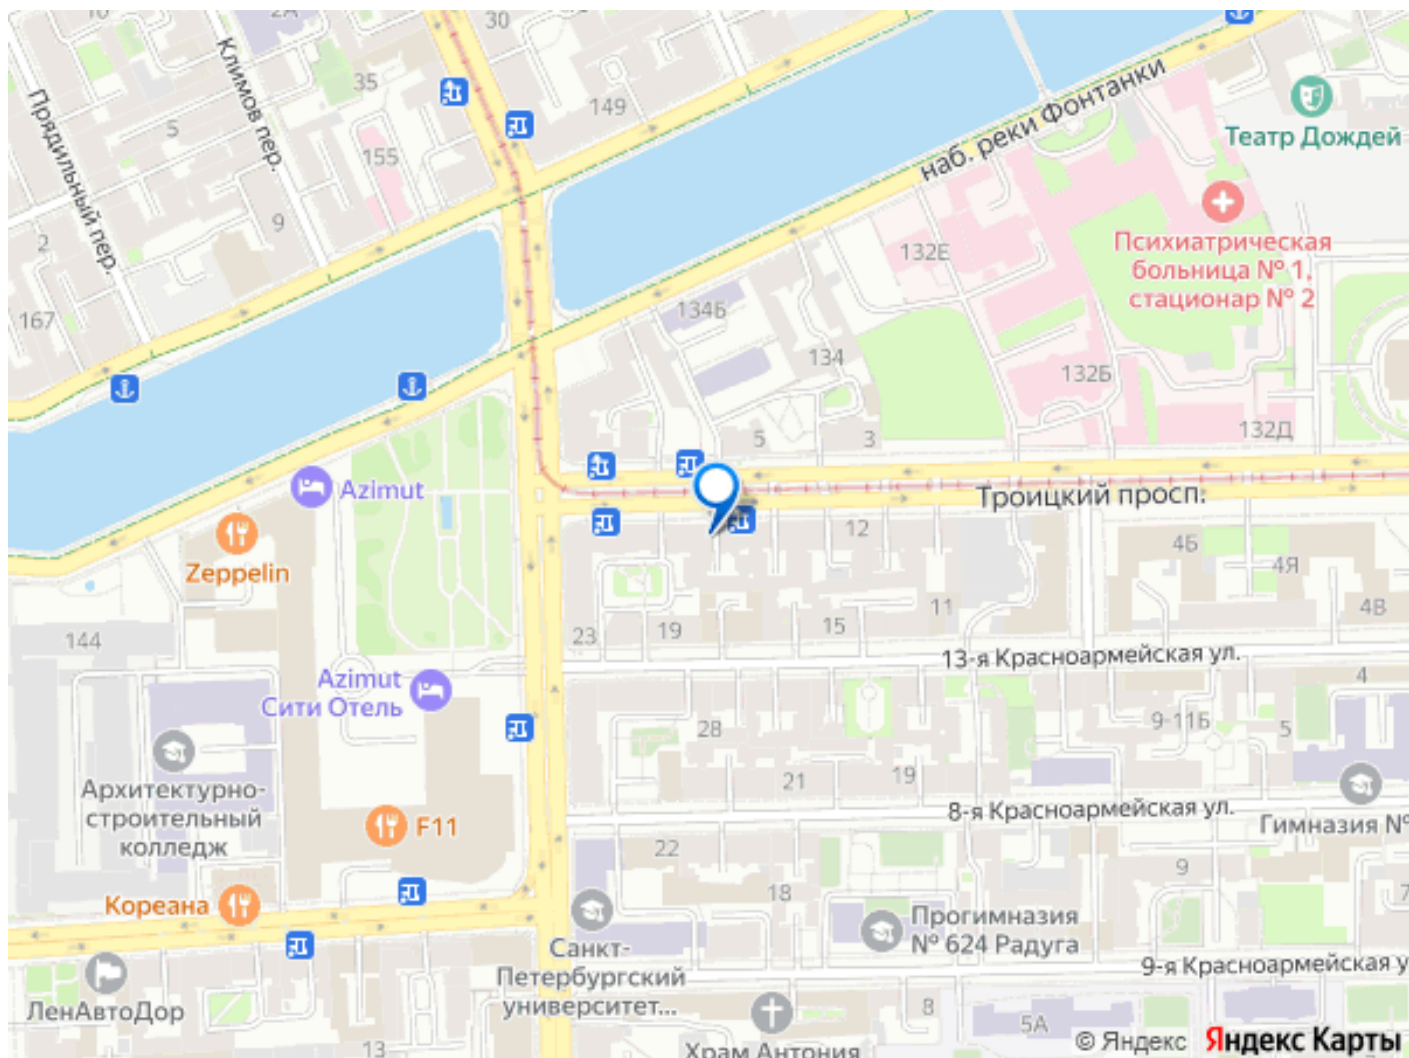 30
2А
Климов пер.
35
149
наб. реки Фонтанки
Театр Дождей
Прядильный пер.
5
155
9
2
132Е
Психиатрическая
больница № 1,
стационар № 2
167
134Б
134
132Б
5
3
132Д
Azimut
Троицкий просп.
12
4Б
Zeppelin
4Я
11
4В
144
23
19
15
13-я Красноармейская ул.
Azimut
Сити Отель
4
28
9-11Б
5
21
19
Архитектурно-
строительный
колледж
8-я Красноармейская ул.
F11
Гимназия №
22
9
18
7
Кореана
Прогимназия
№ 624 Радуга
Санкт-
Петербургский
университет...
9-я Красноармейская у
ЛенАвтоДор
8
5А
13
Храм Антония
© Яндекс Яндекс Карты